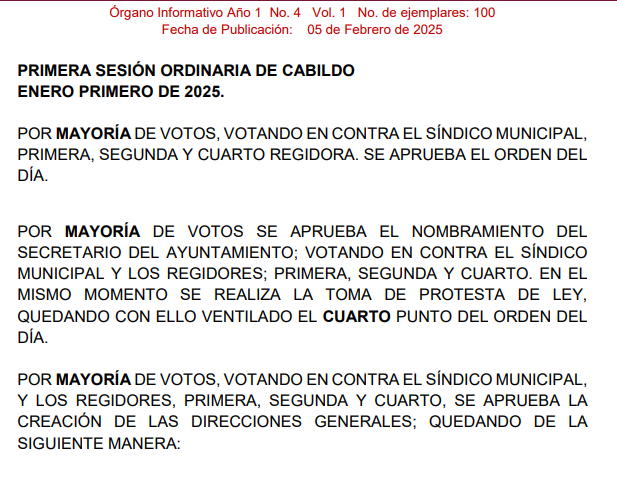 Órgano Informativo Año 1 No. 4 Vol. 1 No. de ejemplares: 100
Fecha de Publicación: 05 de Febrero de 2025
PRIMERA SESIÓN ORDINARIA DE CABILDO
ENERO PRIMERO DE 2025.
POR MAYORÍA DE VOTOS, VOTANDO EN CONTRA EL SÍNDICO MUNICIPAL,
PRIMERA, SEGUNDA Y CUARTO REGIDORA. SE APRUEBA EL ORDEN DEL
DÍA.
POR MAYORÍA DE VOTOS SE APRUEBA EL NOMBRAMIENTO DEL
SECRETARIO DEL AYUNTAMIENTO; VOTANDO EN CONTRA EL SÍNDICO
MUNICIPAL Y LOS REGIDORES; PRIMERA, SEGUNDA Y CUARTO. EN EL
MISMO MOMENTO SE REALIZA LA TOMA DE PROTESTA DE LEY,
QUEDANDO CON ELLO VENTILADO EL CUARTO PUNTO DEL ORDEN DEL
DÍA.
POR MAYORÍA DE VOTOS, VOTANDO EN CONTRA EL SÍNDICO MUNICIPAL,
Y LOS REGIDORES, PRIMERA, SEGUNDA Y CUARTO, SE APRUEBA LA
CREACIÓN DE LAS DIRECCIONES GENERALES; QUEDANDO DE LA
SIGUIENTE MANERA: